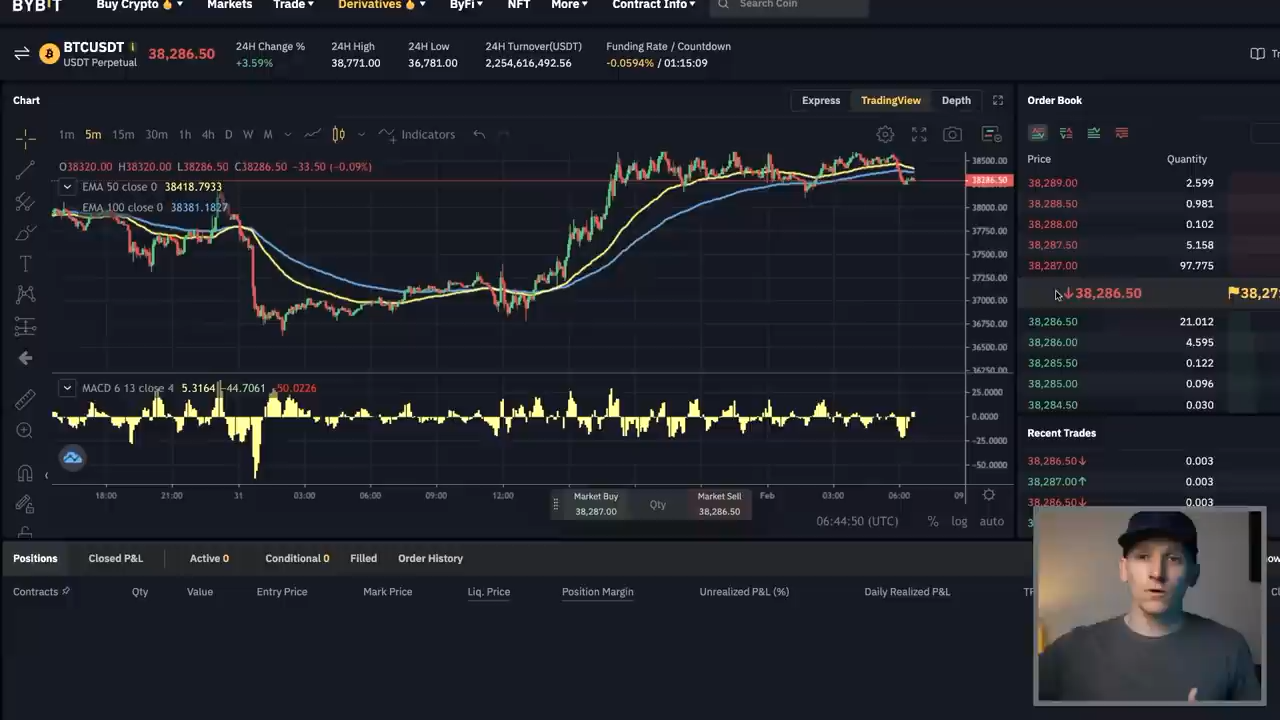 BYBIT Buy Crypto Markets Trade Derivatives ByFi NFT More Contract Info Search Coin
BTCUSDT
USDT Perpetual
38,286.50
24H Change %
+3.59%
24H High
38,771.00
24H Low
36,781.00
24H Turnover(USDT)
2,254,616,492.56
Funding Rate / Countdown
-0.0594% / 01:15:09
Chart
Express TradingView Depth
1m 5m 15m 30m 1h 4h D W M Indicators
O38320.00 H38320.00 L38286.50 C38286.50 −33.50 (−0.09%)
EMA 50 close 0 38418.7933
EMA 100 close 0 38381.1827
38500.00
38286.50
38000.00
37750.00
37500.00
37250.00
37000.00
36750.00
36500.00
36250.00
MACD 6 13 close 4 5.3164 −44.7061 −50.0226
25.0000
0.0000
−25.0000
−50.0000
18:00 21:00 31 03:00 06:00 09:00 12:00 Feb 03:00 06:00 09
Market Buy
38,287.00
Qty
Market Sell
38,286.50
06:44:50 (UTC) % log auto
Order Book
Price Quantity
38,289.00 2.599
38,288.50 0.981
38,288.00 0.102
38,287.50 5.158
38,287.00 97.775
38,286.50
38,286.50 21.012
38,286.00 4.595
38,285.50 0.122
38,285.00 0.096
38,284.50 0.030
Recent Trades
38,286.50 0.003
38,287.00 0.003
38,286.50 0.003
Positions Closed P&L Active 0 Conditional 0 Filled Order History
Contracts Qty Value Entry Price Mark Price Liq. Price Position Margin Unrealized P&L (%) Daily Realized P&L